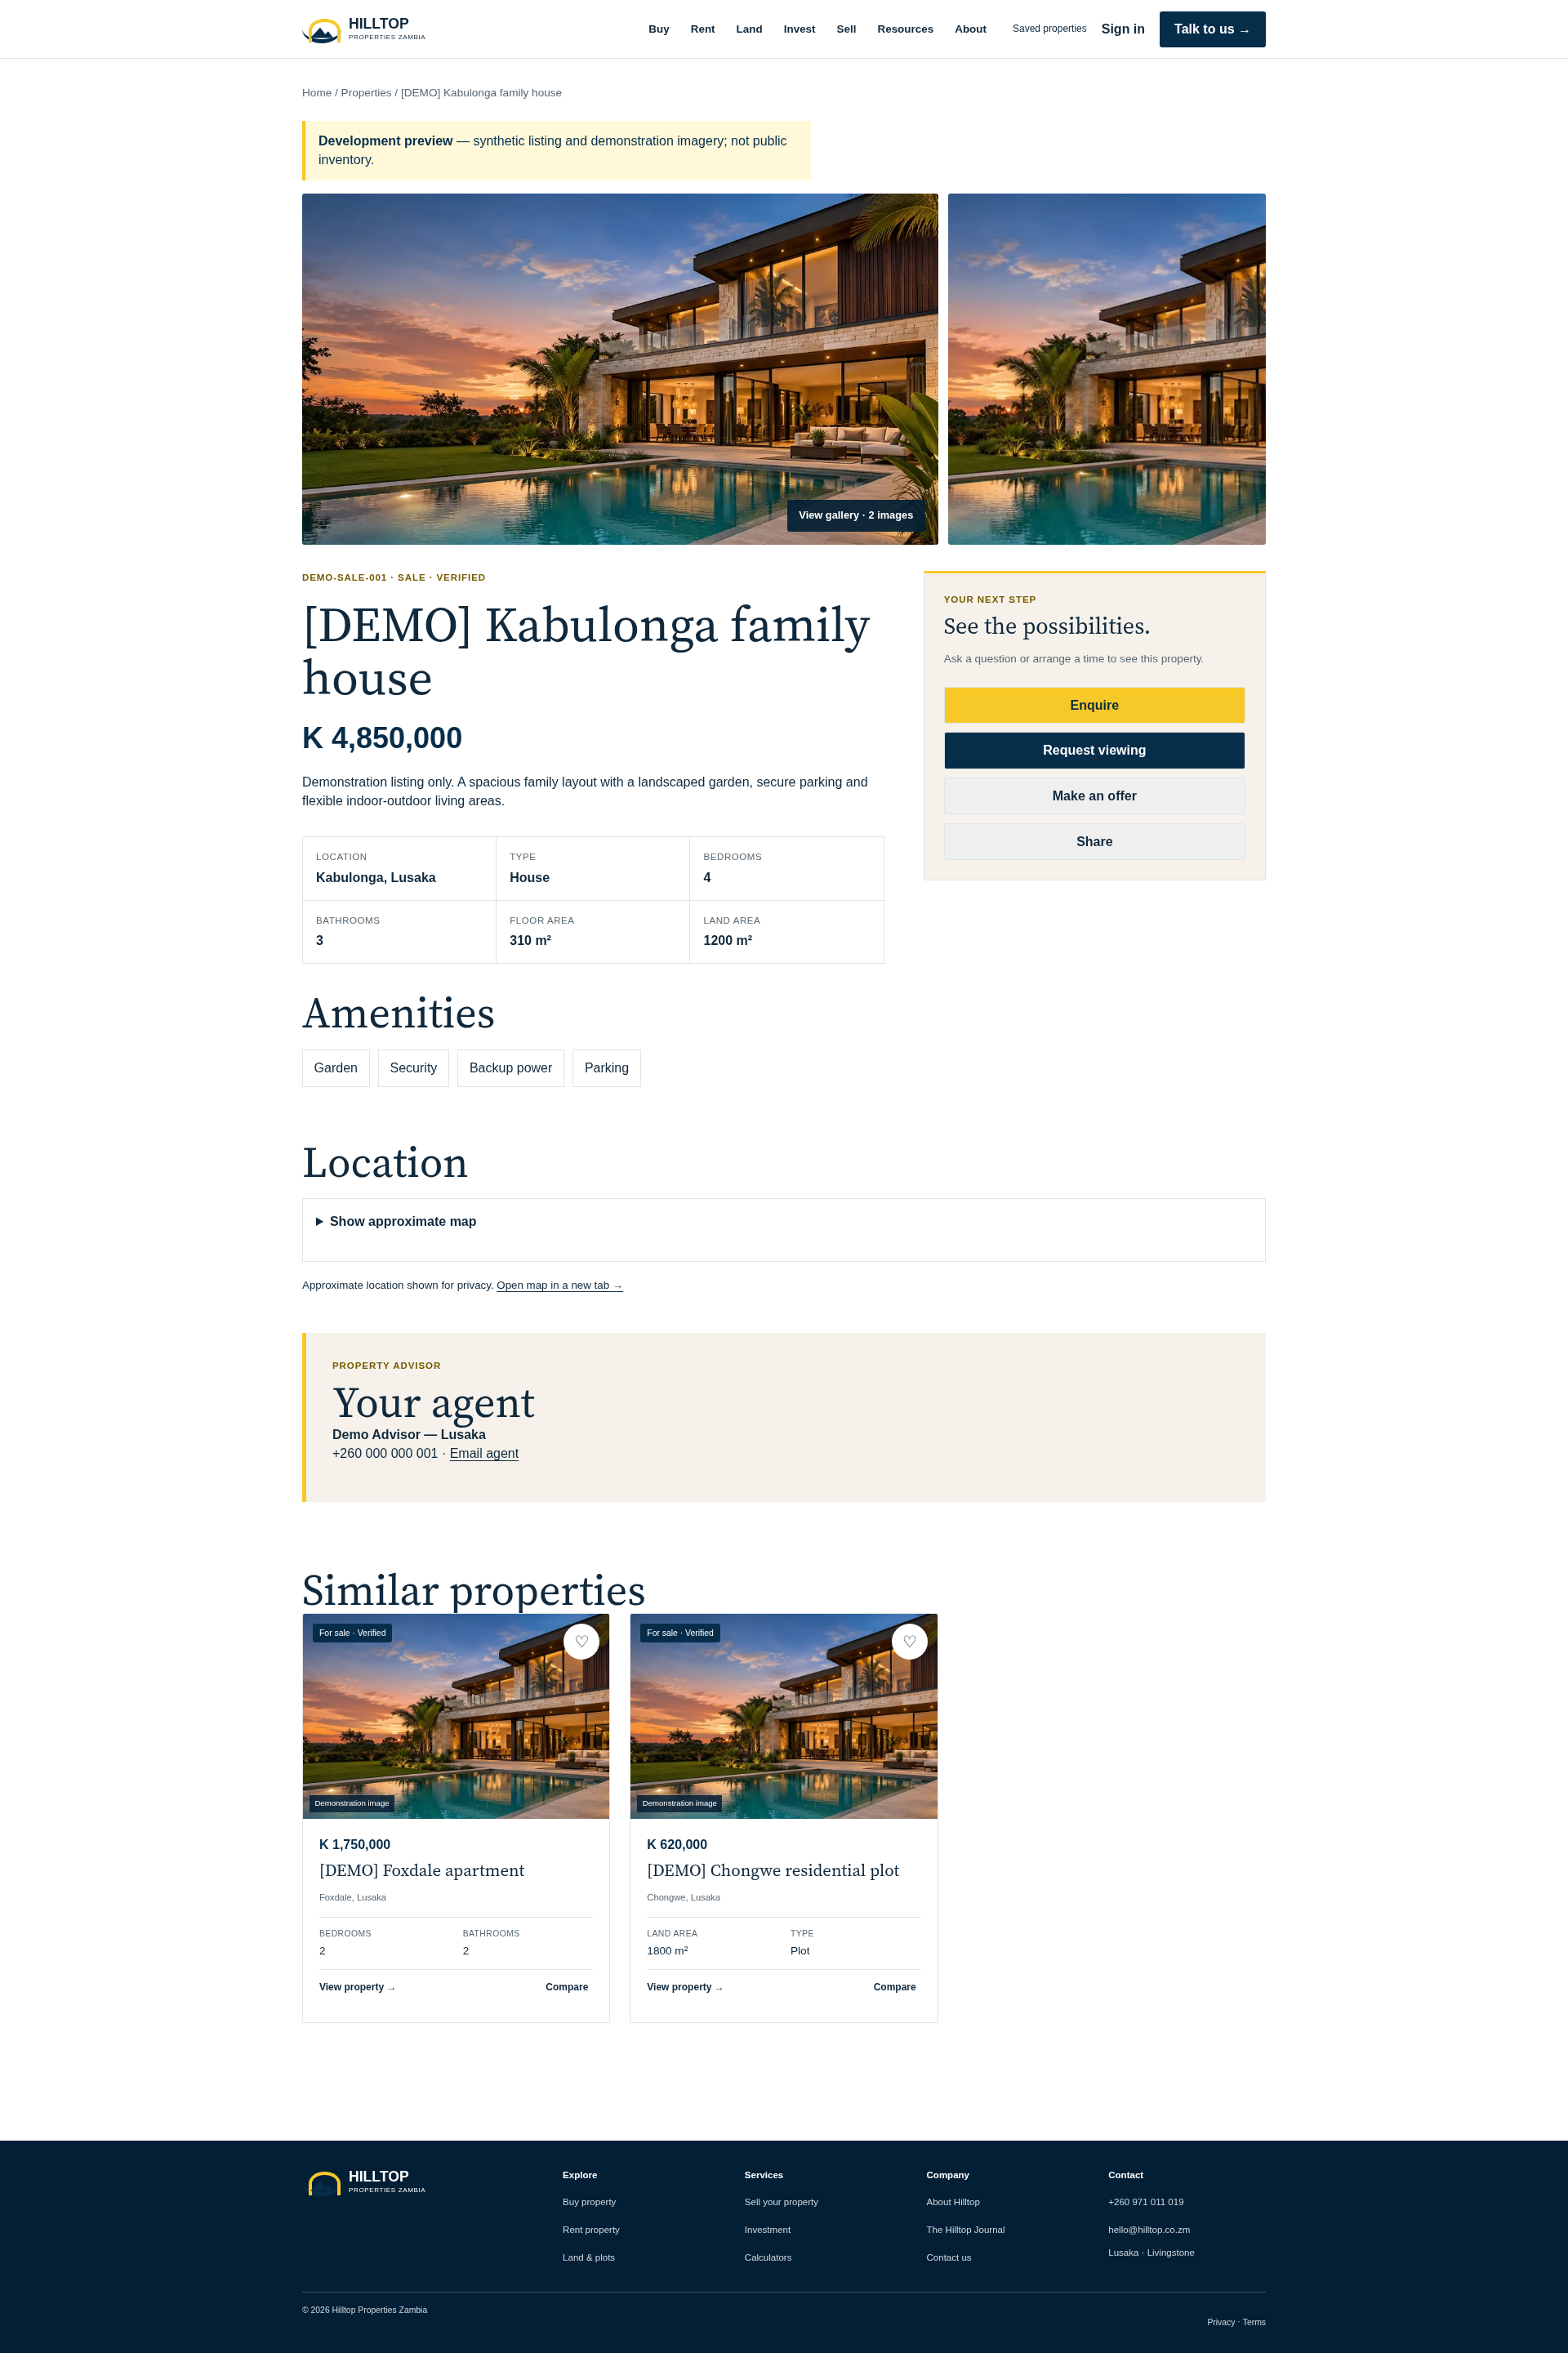 HILLTOP
PROPERTIES ZAMBIA
Buy Rent Land Invest Sell Resources About Saved properties Sign in Talk to us →
Home / Properties / [DEMO] Kabulonga family house
Development preview — synthetic listing and demonstration imagery; not public
inventory.
View gallery · 2 images
DEMO-SALE-001 · SALE · VERIFIED
[DEMO] Kabulonga family
house
K 4,850,000
Demonstration listing only. A spacious family layout with a landscaped garden, secure parking and
flexible indoor-outdoor living areas.
YOUR NEXT STEP
See the possibilities.
Ask a question or arrange a time to see this property.
Enquire
Request viewing
Make an offer
Share
LOCATION TYPE BEDROOMS
Kabulonga, Lusaka House 4
BATHROOMS FLOOR AREA LAND AREA
3 310 m² 1200 m²
Amenities
Garden Security Backup power Parking
Location
▶ Show approximate map
Approximate location shown for privacy. Open map in a new tab →
PROPERTY ADVISOR
Your agent
Demo Advisor — Lusaka
+260 000 000 001 · Email agent
Similar properties
For sale · Verified
♡
Demonstration image
K 1,750,000
[DEMO] Foxdale apartment
Foxdale, Lusaka
BEDROOMS BATHROOMS
2 2
View property → Compare
For sale · Verified
♡
Demonstration image
K 620,000
[DEMO] Chongwe residential plot
Chongwe, Lusaka
LAND AREA TYPE
1800 m² Plot
View property → Compare
HILLTOP
PROPERTIES ZAMBIA
Explore
Buy property
Rent property
Land & plots
Services
Sell your property
Investment
Calculators
Company
About Hilltop
The Hilltop Journal
Contact us
Contact
+260 971 011 019
hello@hilltop.co.zm
Lusaka · Livingstone
© 2026 Hilltop Properties Zambia
Privacy · Terms